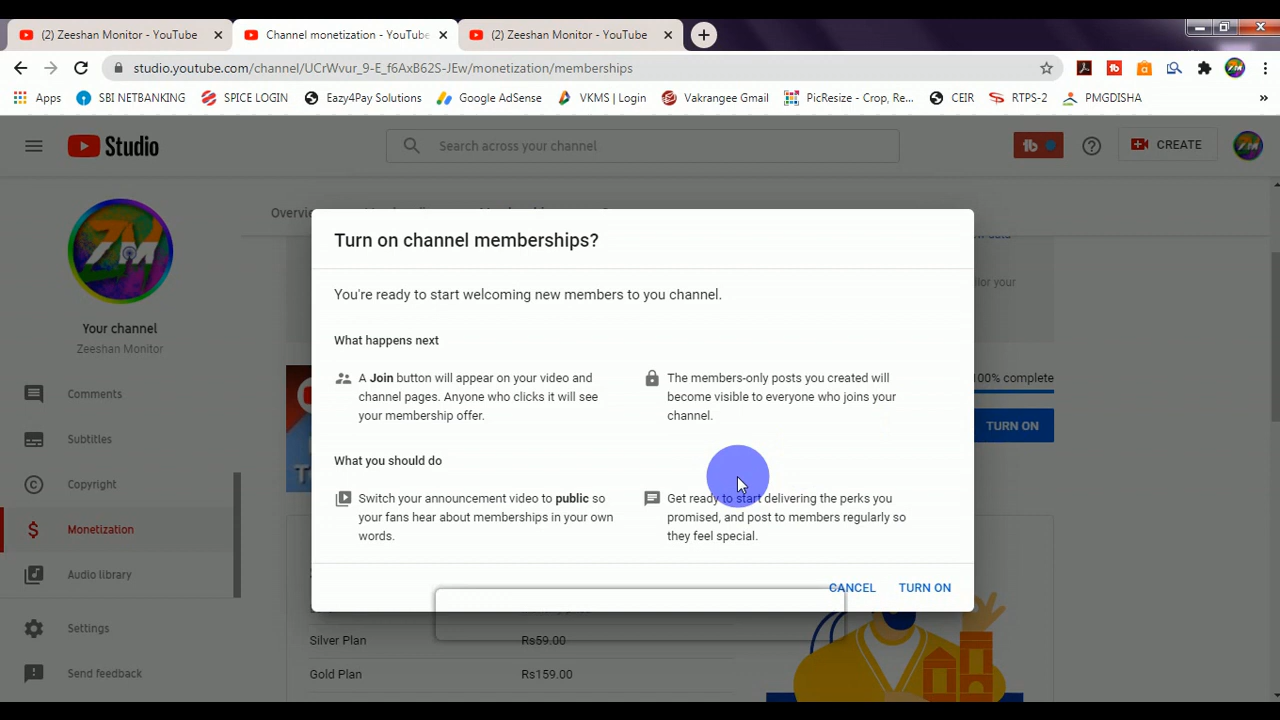 (2) Zeeshan Monitor - YouTube
Channel monetization - YouTube
(2) Zeeshan Monitor - YouTube
studio.youtube.com/channel/UCrWvur_9-E_f6AxB62S-JEw/monetization/memberships
Apps
SBI NETBANKING
SPICE LOGIN
Eazy4Pay Solutions
Google AdSense
VKMS | Login
Vakrangee Gmail
PicResize - Crop, Re...
CEIR
RTPS-2
PMGDISHA
Studio
Search across your channel
CREATE
ZM
Your channel
Zeeshan Monitor
Comments
Subtitles
Copyright
Monetization
Audio library
Settings
Send feedback
Turn on channel memberships?
You're ready to start welcoming new members to you channel.
What happens next
A Join button will appear on your video and
channel pages. Anyone who clicks it will see
your membership offer.
The members-only posts you created will
become visible to everyone who joins your
channel.
What you should do
Switch your announcement video to public so
your fans hear about memberships in your own
words.
Get ready to start delivering the perks you
promised, and post to members regularly so
they feel special.
CANCEL
TURN ON
100% complete
TURN ON
Silver Plan
Rs59.00
Gold Plan
Rs159.00